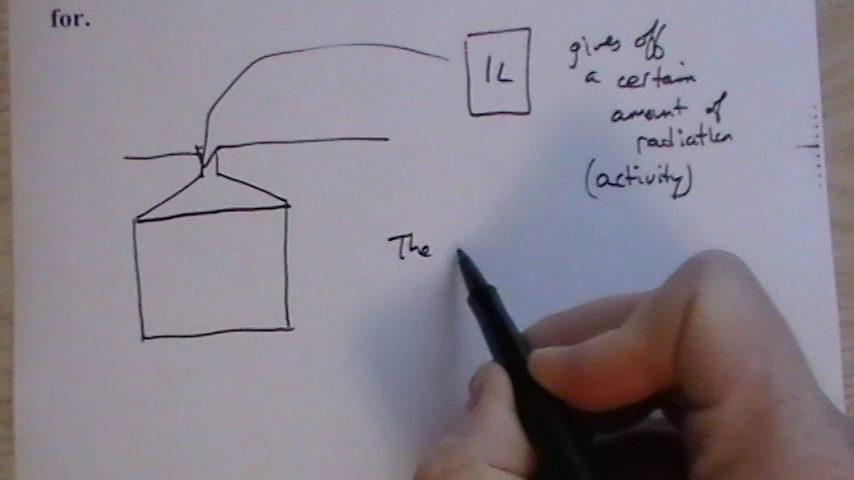 for.
1L
gives off
a certain
amount of
radiation
(activity)
The